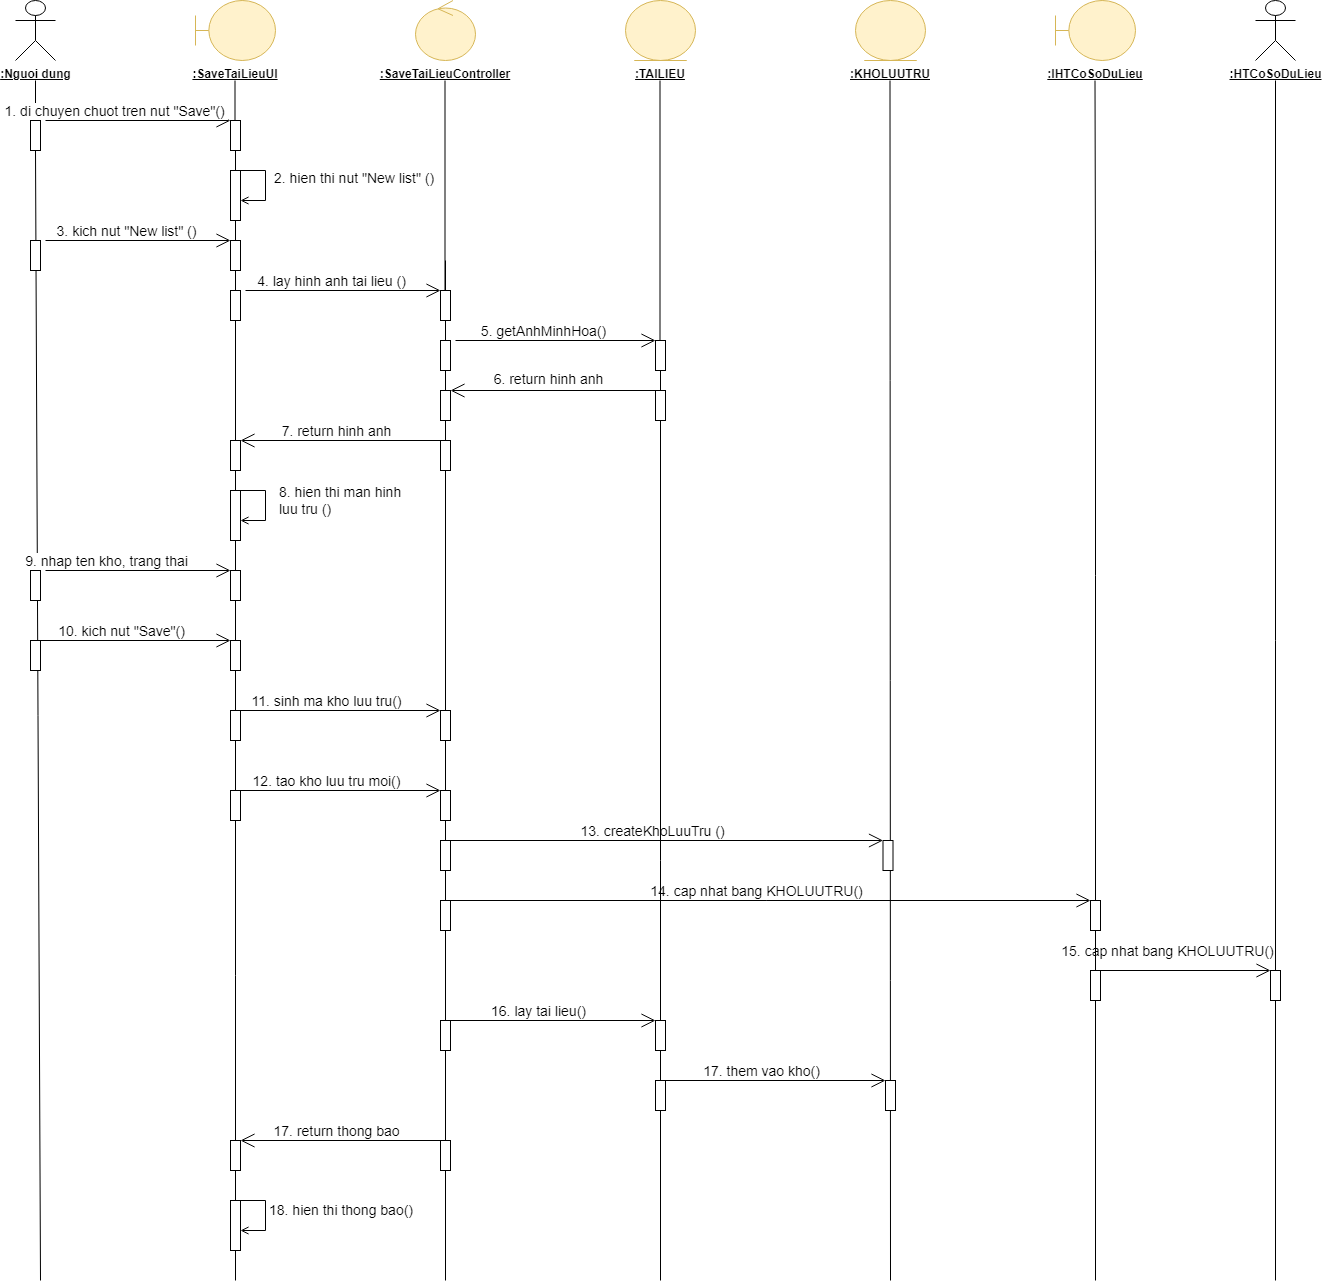 :Nguoi dung
:SaveTaiLieuUI
:SaveTaiLieuController
:TAILIEU
:KHOLUUTRU
:IHTCoSoDuLieu
:HTCoSoDuLieu
1. di chuyen chuot tren nut "Save"()
2. hien thi nut "New list" ()
3. kich nut "New list" ()
4. lay hinh anh tai lieu ()
5. getAnhMinhHoa()
6. return hinh anh
7. return hinh anh
8. hien thi man hinh
luu tru ()
9. nhap ten kho, trang thai
10. kich nut "Save"()
11. sinh ma kho luu tru()
12. tao kho luu tru moi()
13. createKhoLuuTru ()
14. cap nhat bang KHOLUUTRU()
15. cap nhat bang KHOLUUTRU()
16. lay tai lieu()
17. them vao kho()
17. return thong bao
18. hien thi thong bao()